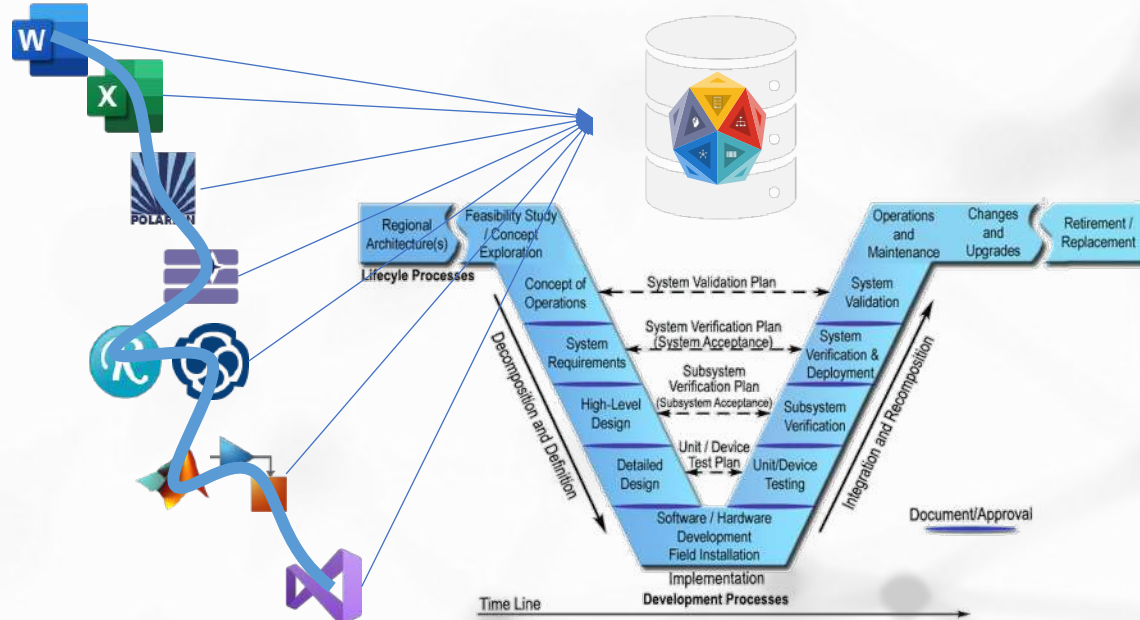 W
X
POLARION
R
Regional
Architecture(s)
Feasibility Study
/ Concept
Exploration
Operations
and
Maintenance
Changes
and
Upgrades
Retirement /
Replacement
Lifecyle Processes
Concept of
Operations
System Validation Plan
System
Validation
System
Requirements
System Verification Plan
(System Acceptance)
System
Verification &
Deployment
High-Level
Design
Subsystem
Verification Plan
(Subsystem Acceptance)
Subsystem
Verification
Detailed
Design
Unit / Device
Test Plan
Unit/Device
Testing
Decomposition and Definition
Integration and Recomposition
Software / Hardware
Development
Field Installation
Document/Approval
Implementation
Development Processes
Time Line